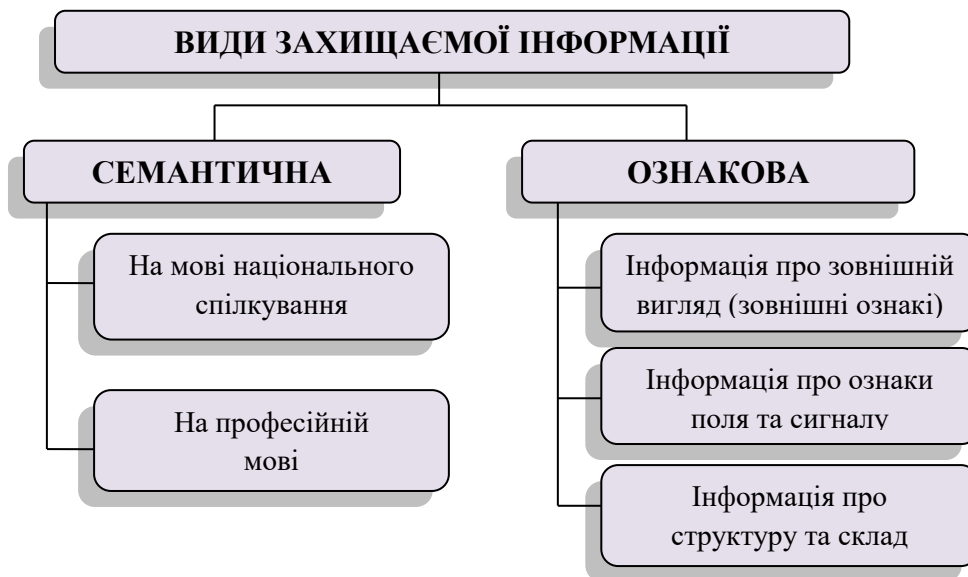 ВИДИ ЗАХИЩАЄМОЇ ІНФОРМАЦІЇ
СЕМАНТИЧНА
На мові національного
спілкування
На професійній
мові
ОЗНАКОВА
Інформація про зовнішній
вигляд (зовнішні ознакі)
Інформація про ознаки
поля та сигналу
Інформація про
структуру та склад